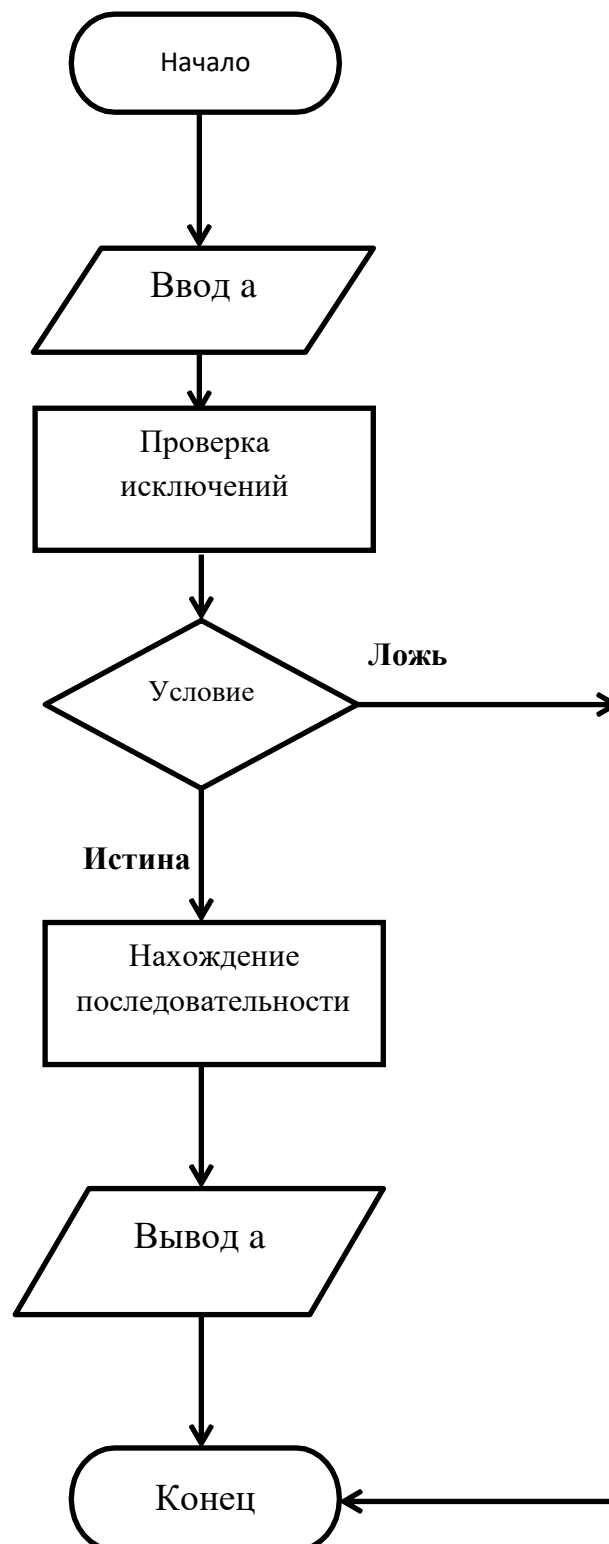 Начало
Ввод а
Проверка
исключений
Условие
Ложь
Истина
Нахождение
последовательности
Вывод а
Конец